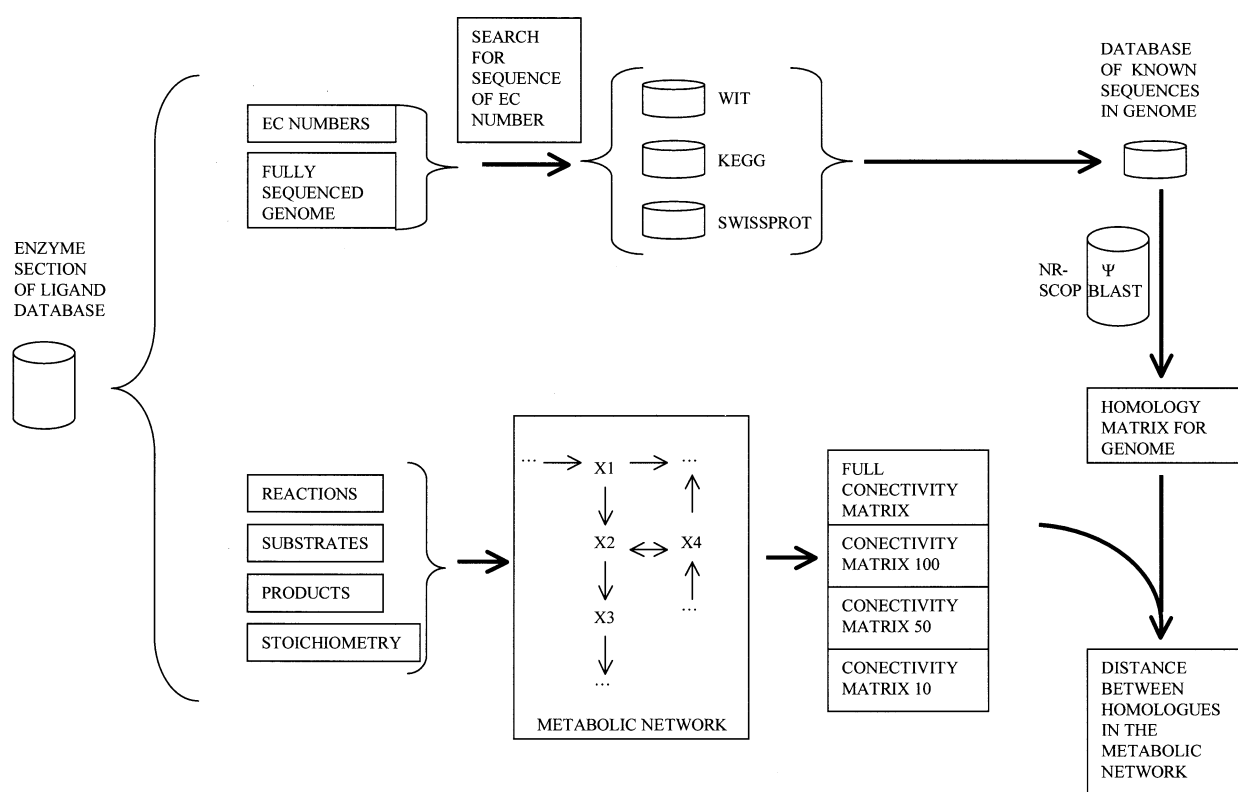 ENZYME
SECTION
OF LIGAND
DATABASE
EC NUMBERS
FULLY
SEQUENCED
GENOME
SEARCH
FOR
SEQUENCE
OF EC
NUMBER
WIT
KEGG
SWISSPROT
DATABASE
OF KNOWN
SEQUENCES
IN GENOME
NR- Ψ
SCOP BLAST
HOMOLOGY
MATRIX FOR
GENOME
REACTIONS
SUBSTRATES
PRODUCTS
STOICHIOMETRY
... X1 ...
X2 X4
X3 ...
...
METABOLIC NETWORK
FULL
CONECTIVITY
MATRIX
CONECTIVITY
MATRIX 100
CONECTIVITY
MATRIX 50
CONECTIVITY
MATRIX 10
DISTANCE
BETWEEN
HOMOLOGUES
IN THE
METABOLIC
NETWORK